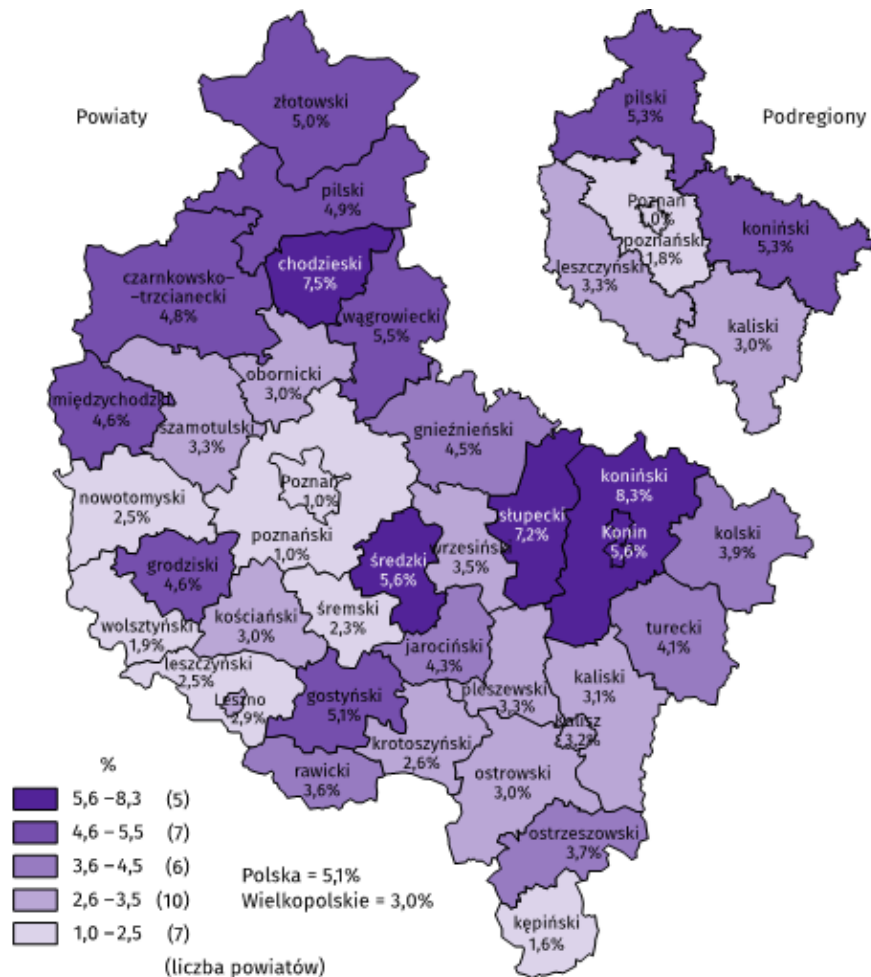 Powiaty
Podregiony
złotowski
5,0%
pilski
4,9%
chodzieski
7,5%
czarnkowsko-
-trzcianecki
4,8%
wągrowiecki
5,5%
obornicki
3,0%
międzychodzki
4,6%
szamotulski
3,3%
gnieźnieński
4,5%
Poznań
1,0%
nowotomyski
2,5%
poznański
1,0%
słupecki
7,2%
koniński
8,3%
Konin
5,6%
kolski
3,9%
średzki
5,6%
wrzesiński
3,5%
grodziski
4,6%
wolsztyński
1,9%
kościański
3,0%
śremski
2,3%
turecki
4,1%
jarociński
4,3%
leszczyński
2,5%
Leszno
2,9%
gostyński
5,1%
pleszewski
3,3%
kaliski
3,1%
Kalisz
3,2%
krotoszyński
2,6%
rawicki
3,6%
ostrowski
3,0%
ostrzeszowski
3,7%
kępiński
1,6%
pilski
5,3%
Poznań
1,0%
poznański
1,8%
koniński
5,3%
leszczyński
3,3%
kaliski
3,0%
%
5,6 –8,3 (5)
4,6 –5,5 (7)
3,6 –4,5 (6)
2,6 –3,5 (10)
1,0 –2,5 (7)
(liczba powiatów)
Polska = 5,1%
Wielkopolskie = 3,0%